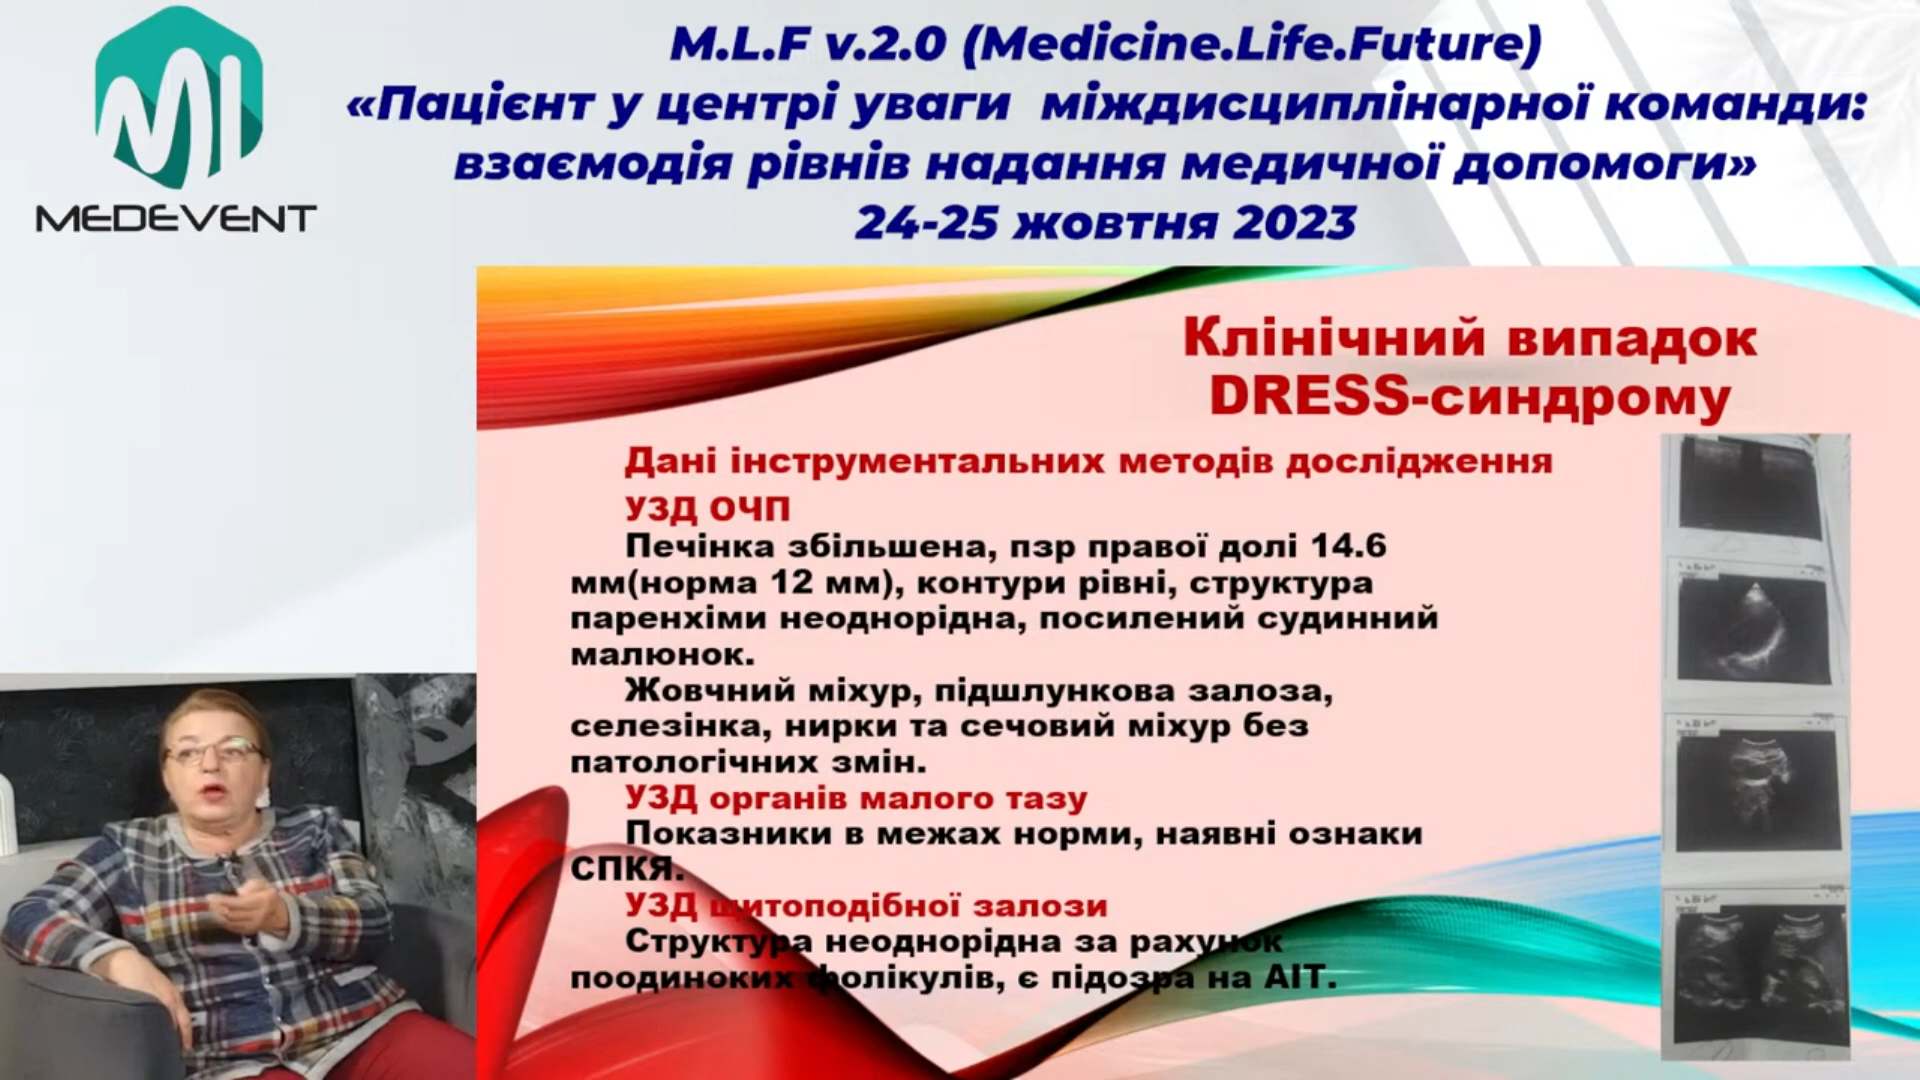 MEDEVENT
M.L.F v.2.0 (Medicine.Life.Future)
«Пацієнт у центрі уваги міждисциплінарної команди:
взаємодія рівнів надання медичної допомоги»
24-25 жовтня 2023
Клінічний випадок
DRESS-синдрому
Дані інструментальних методів дослідження
УЗД ОЧП
Печінка збільшена, пзр правої долі 14.6
мм(норма 12 мм), контури рівні, структура
паренхіми неоднорідна, посилений судинний
малюнок.
Жовчний міхур, підшлункова залоза,
селезінка, нирки та сечовий міхур без
патологічних змін.
УЗД органів малого тазу
Показники в межах норми, наявні ознаки
СПКЯ.
УЗД щитоподібної залози
Структура неоднорідна за рахунок
поодиноких фолікулів, є підозра на АІТ.